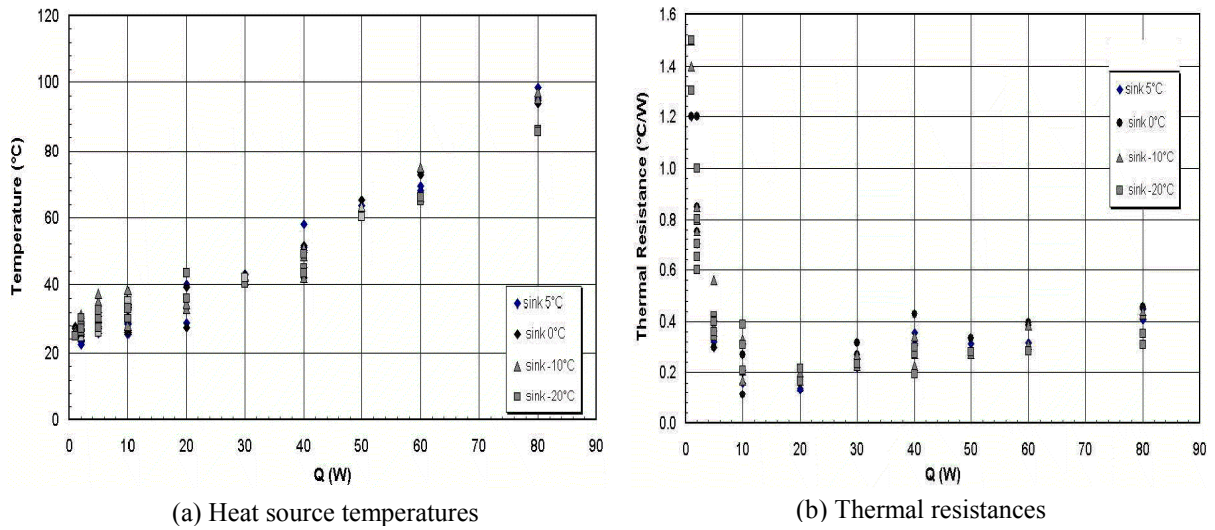 120
100
80
60
40
20
0
0 10 20 30 40 50 60 70 80 90
Temperature (°C)
Q (W)
sink 5°C
sink 0°C
sink -10°C
sink -20°C
(a) Heat source temperatures
1.6
1.4
1.2
1.0
0.8
0.6
0.4
0.2
0.0
0 10 20 30 40 50 60 70 80 90
Thermal Resistance (°C/W)
Q (W)
sink 5°C
sink 0°C
sink -10°C
sink -20°C
(b) Thermal resistances